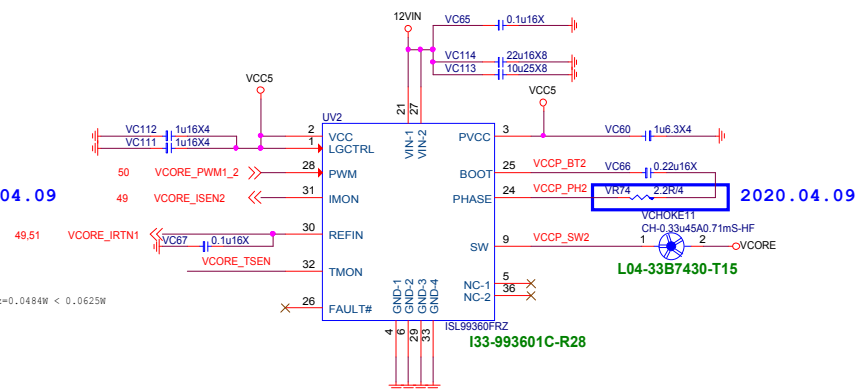 12VIN
VC65 0.1u16X
VC114 22u16X8
VC113 10u25X8
VCC5
VCC5
UV2
21
27
VC112 1u16X4
VC111 1u16X4
2 VCC
1 LGCTRL
VIN-1
VIN-2
PVCC 3
VC60 1u6.3X4
50 VCORE_PWM1_2 28 PWM
BOOT 25 VCCP_BT2 VC66 0.22u16X
04.09
49 VCORE_ISEN2 31 IMON
PHASE 24 VCCP_PH2 VR74 2.2R/4
2020.04.09
VCHOKE11
CH-0.33u45A0.71mS-HF
49,51 VCORE_IRTN1 30 REFIN
VC67 0.1u16X
SW 9 VCCP_SW2 1 2 VCORE
L04-33B7430-T15
VCORE_TSEN 32 TMON
NC-1 5
NC-2 36
=0.0484W < 0.0625W
26 FAULT#
GND-1
GND-2
GND-3
GND-4
4
6
29
33
ISL99360FRZ
I33-993601C-R28